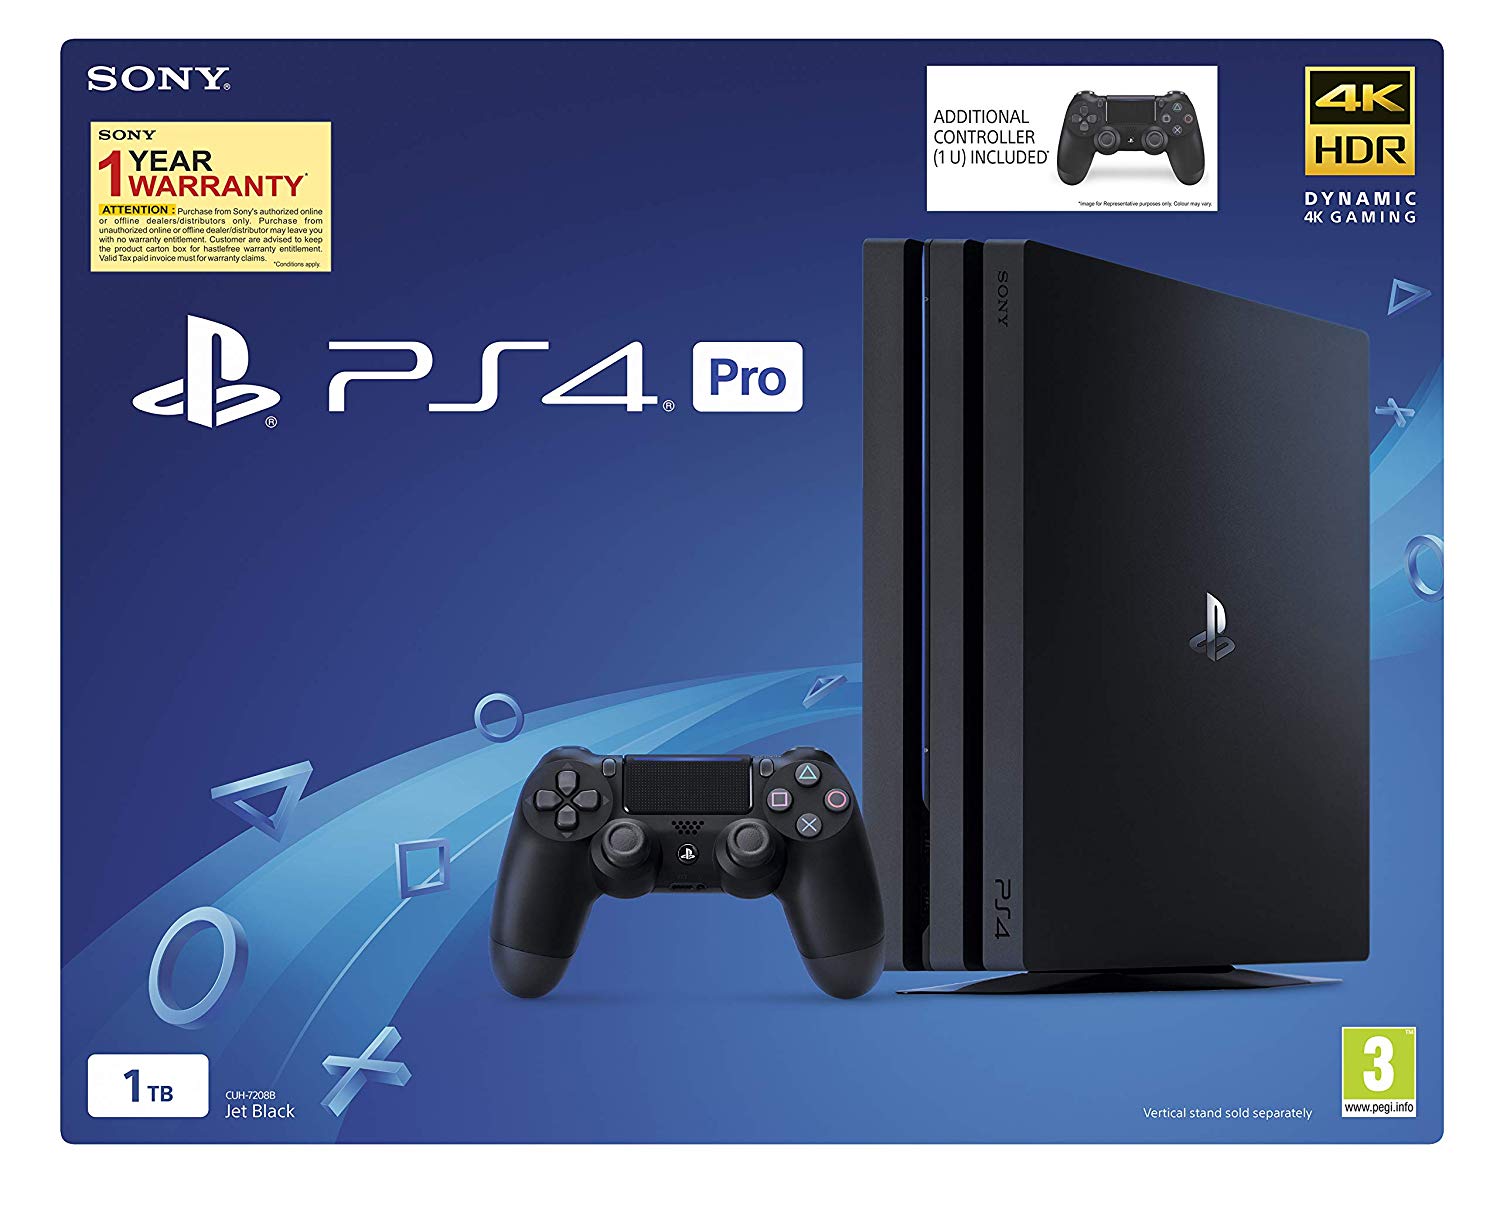 SONY®
SONY
1 YEAR
WARRANTY*
ATTENTION : Purchase from Sony's authorized online
or offline dealers/distributors only. Purchase from
unauthorized online or offline dealer/distributor may leave you
with no warranty entitlement. Customer are advised to keep
the product carton box for hastlefree warranty entitlement.
Valid Tax paid invoice must for warranty claims.
*Conditions apply.
ADDITIONAL
CONTROLLER
(1 U) INCLUDED*
*Image for Representative purposes only. Colour may vary.
4K
HDR
DYNAMIC
4K GAMING
® PS4® Pro
SONY
PS4
1 TB
CUH-7208B
Jet Black
Vertical stand sold separately
3™
www.pegi.info